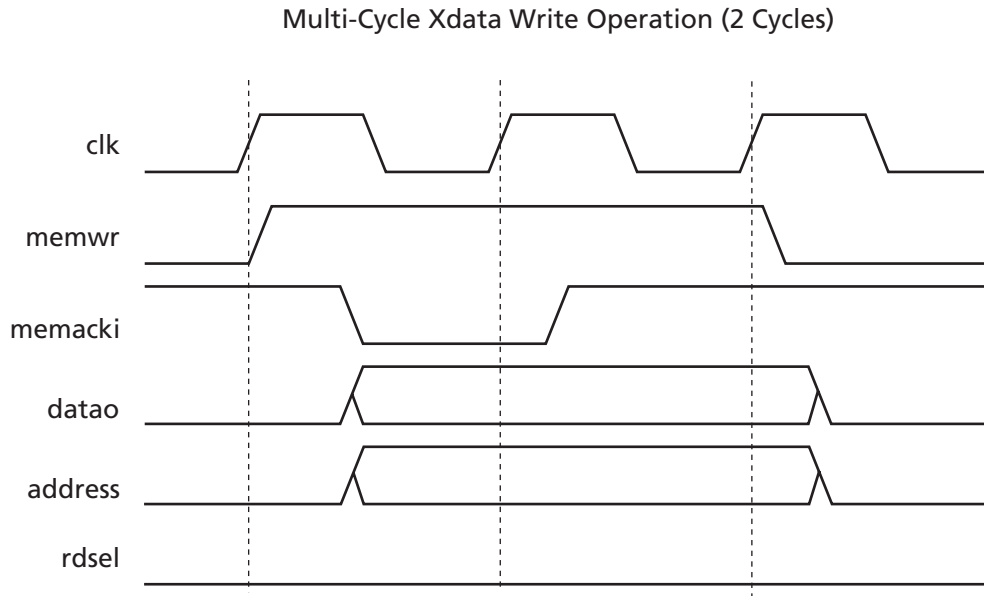 Multi-Cycle Xdata Write Operation (2 Cycles)
clk
memwr
memacki
datao
address
rdsel